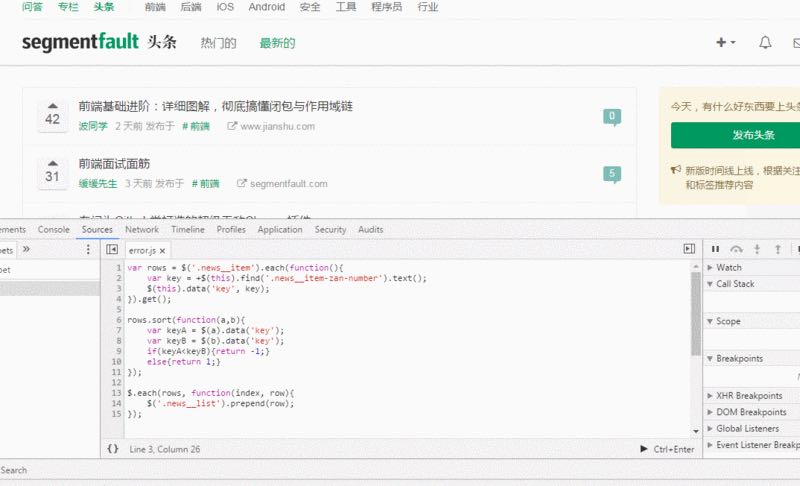 问答 专栏 头条 前端 后端 iOS Android 安全 工具 程序员 行业
segmentfault 头条 热门的 最新的
42 前端基础进阶：详细图解，彻底搞懂闭包与作用域链 0
波同学 2 天前 发布于 # 前端 www.jianshu.com
31 前端面试面筋 5
缓缓先生 3 天前 发布于 # 前端 segmentfault.com
今天，有什么好东西要上头条
发布头条
新版时间线上线，根据关注
和标签推荐内容
ements Console Sources Network Timeline Profiles Application Security Audits
pets » error.js ×
pet
1 var rows = $('.news__item').each(function(){
2 var key = +$(this).find('.news__item-zan-number').text();
3 $(this).data('key', key);
4 }).get();
5
6 rows.sort(function(a,b){
7 var keyA = $(a).data('key');
8 var keyB = $(b).data('key');
9 if(keyA<keyB){return -1;}
10 else{return 1;}
11 });
12
13 $.each(rows, function(index, row){
14 $('.news__list').prepend(row);
15 });
{} Line 3, Column 26 Ctrl+Enter
Watch
Call Stack
Scope
Breakpoints
XHR Breakpoints
DOM Breakpoints
Global Listeners
Event Listener Breakp
Search